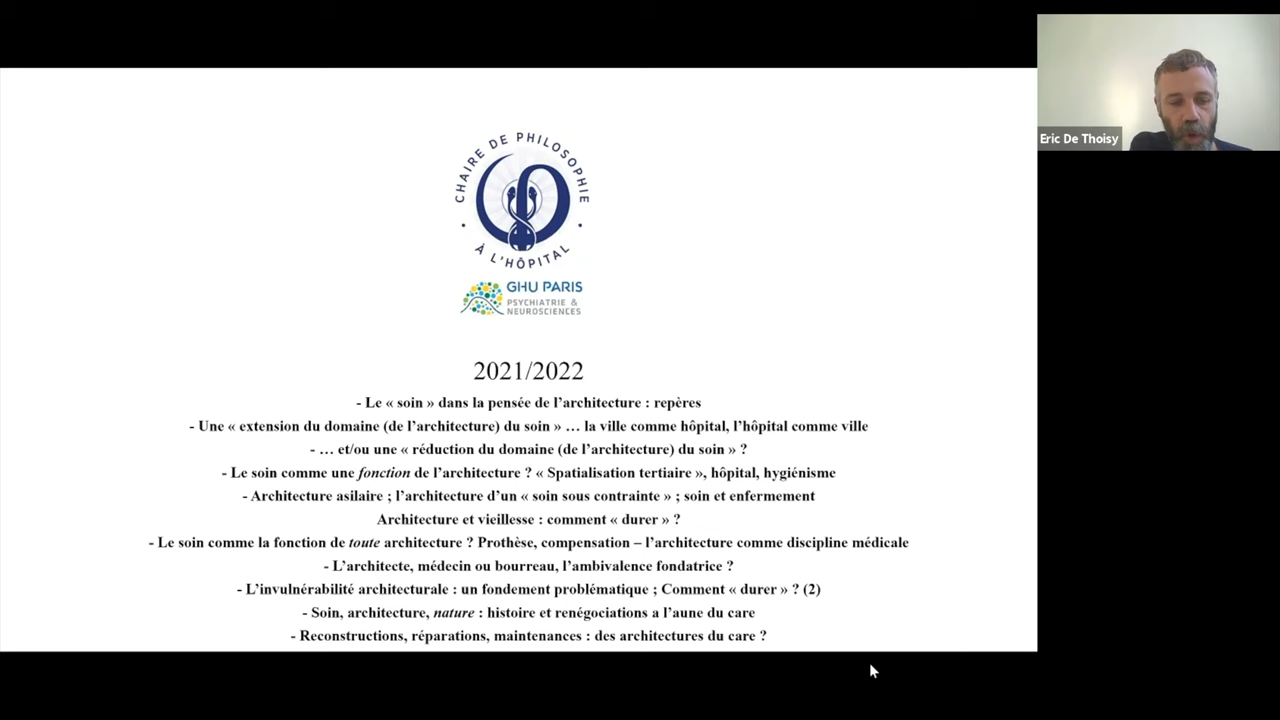 CHAIRE DE PHILOSOPHIE
À L'HÔPITAL
GHU PARIS
PSYCHIATRIE &
NEUROSCIENCES
Eric De Thoisy
2021/2022
- Le « soin » dans la pensée de l’architecture : repères
- Une « extension du domaine (de l’architecture) du soin » … la ville comme hôpital, l’hôpital comme ville
- … et/ou une « réduction du domaine (de l’architecture) du soin » ?
- Le soin comme une fonction de l’architecture ? « Spatialisation tertiaire », hôpital, hygiénisme
- Architecture asilaire ; l’architecture d’un « soin sous contrainte » ; soin et enfermement
Architecture et vieillesse : comment « durer » ?
- Le soin comme la fonction de toute architecture ? Prothèse, compensation – l’architecture comme discipline médicale
- L’architecte, médecin ou bourreau, l’ambivalence fondatrice ?
- L’invulnérabilité architecturale : un fondement problématique ; Comment « durer » ? (2)
- Soin, architecture, nature : histoire et renégociations a l’aune du care
- Reconstructions, réparations, maintenances : des architectures du care ?